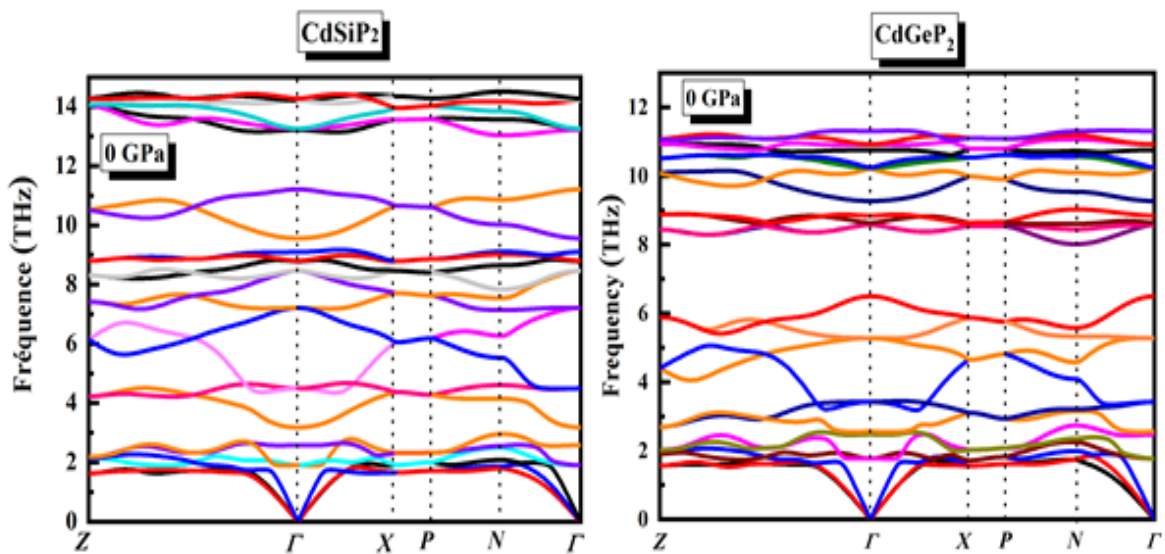 CdSiP2
0 GPa
Fréquence (THz)
14
12
10
8
6
4
2
0
Z Γ X P N Γ
CdGeP2
0 GPa
Frequency (THz)
12
10
8
6
4
2
0
Z Γ X P N Γ